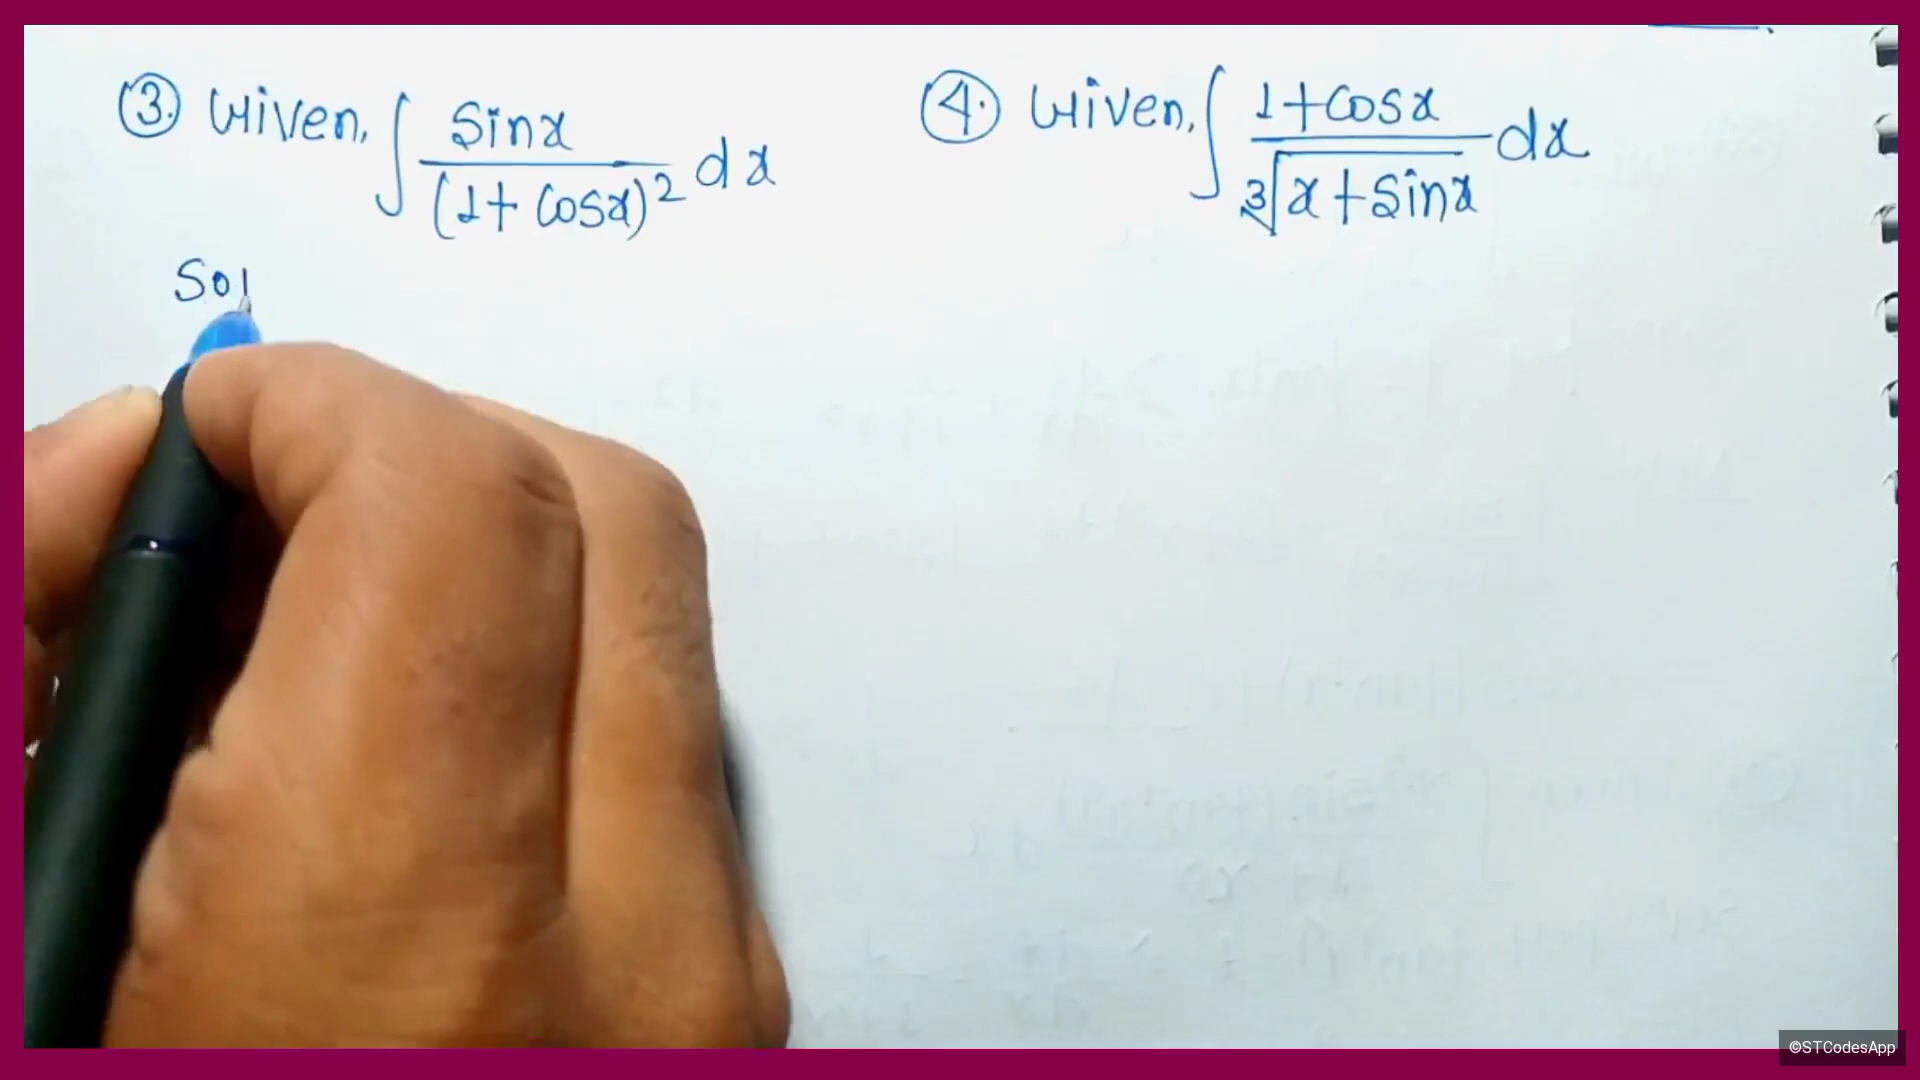 ③. Given, ∫ Sinx / (1 + Cosx)² dx
Sol
④. Given, ∫ 1+Cosx / ∛(x + Sinx) dx
©STCodesApp